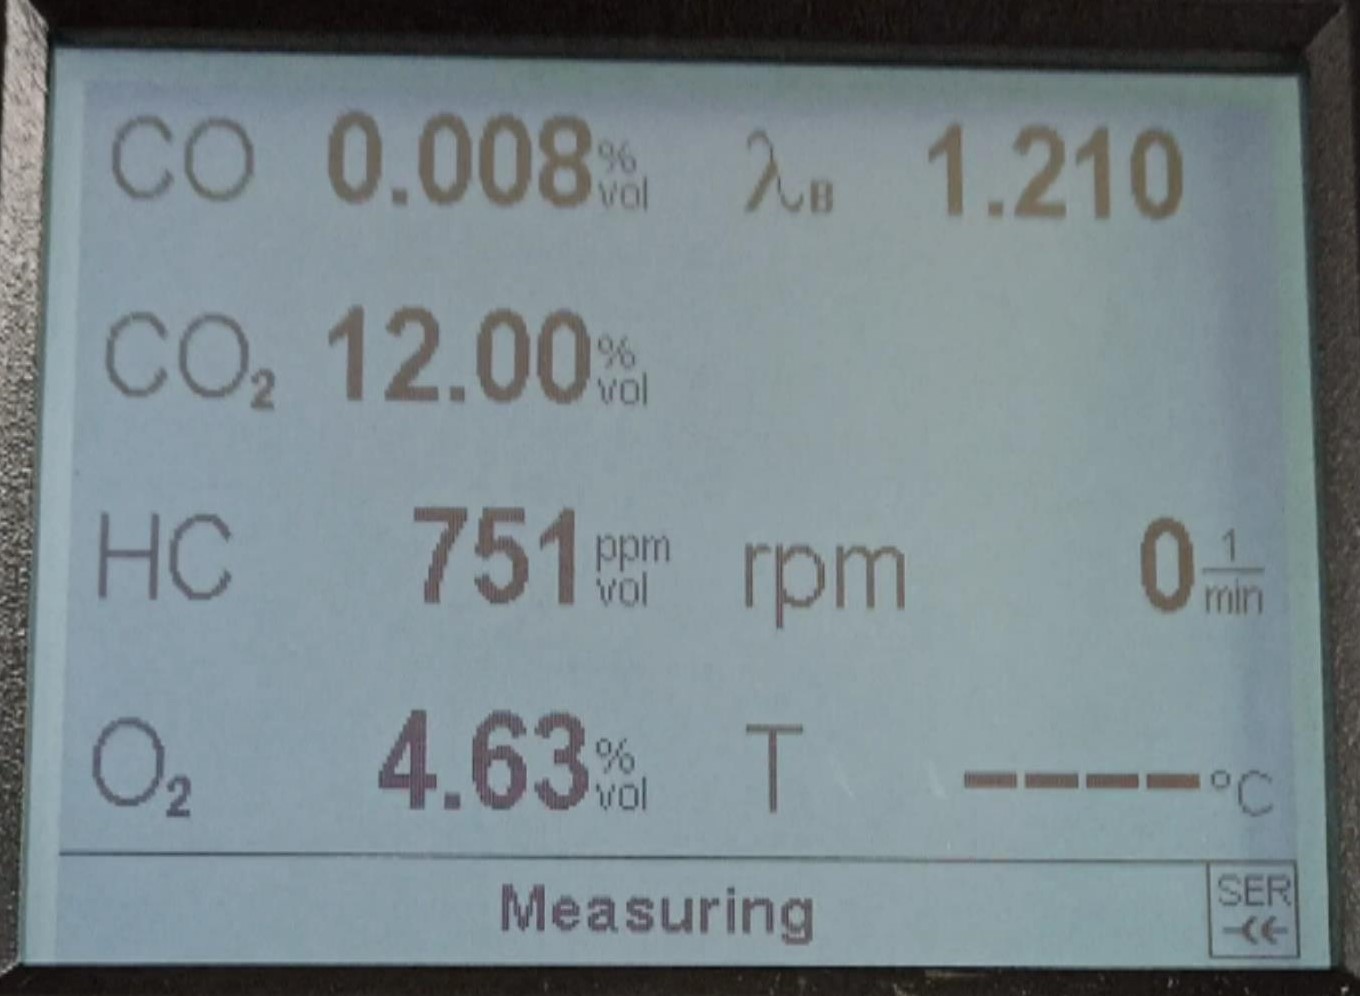 CO 0.008 % vol λB 1.210
CO2 12.00 % vol
HC 751 ppm vol rpm 0 1/min
O2 4.63 % vol T ---- °C
Measuring SER